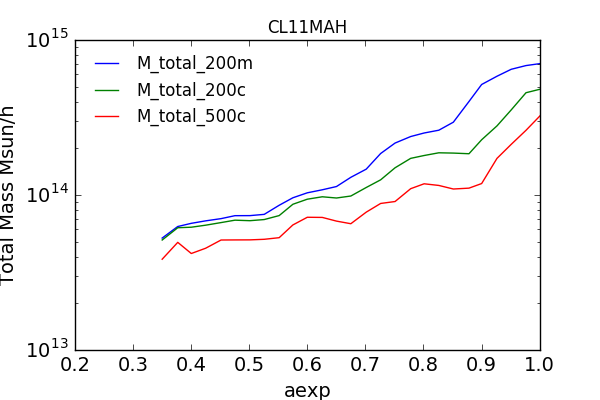 CL11MAH
10^15
10^14
10^13
Total Mass Msun/h
M_total_200m
M_total_200c
M_total_500c
0.2 0.3 0.4 0.5 0.6 0.7 0.8 0.9 1.0
aexp